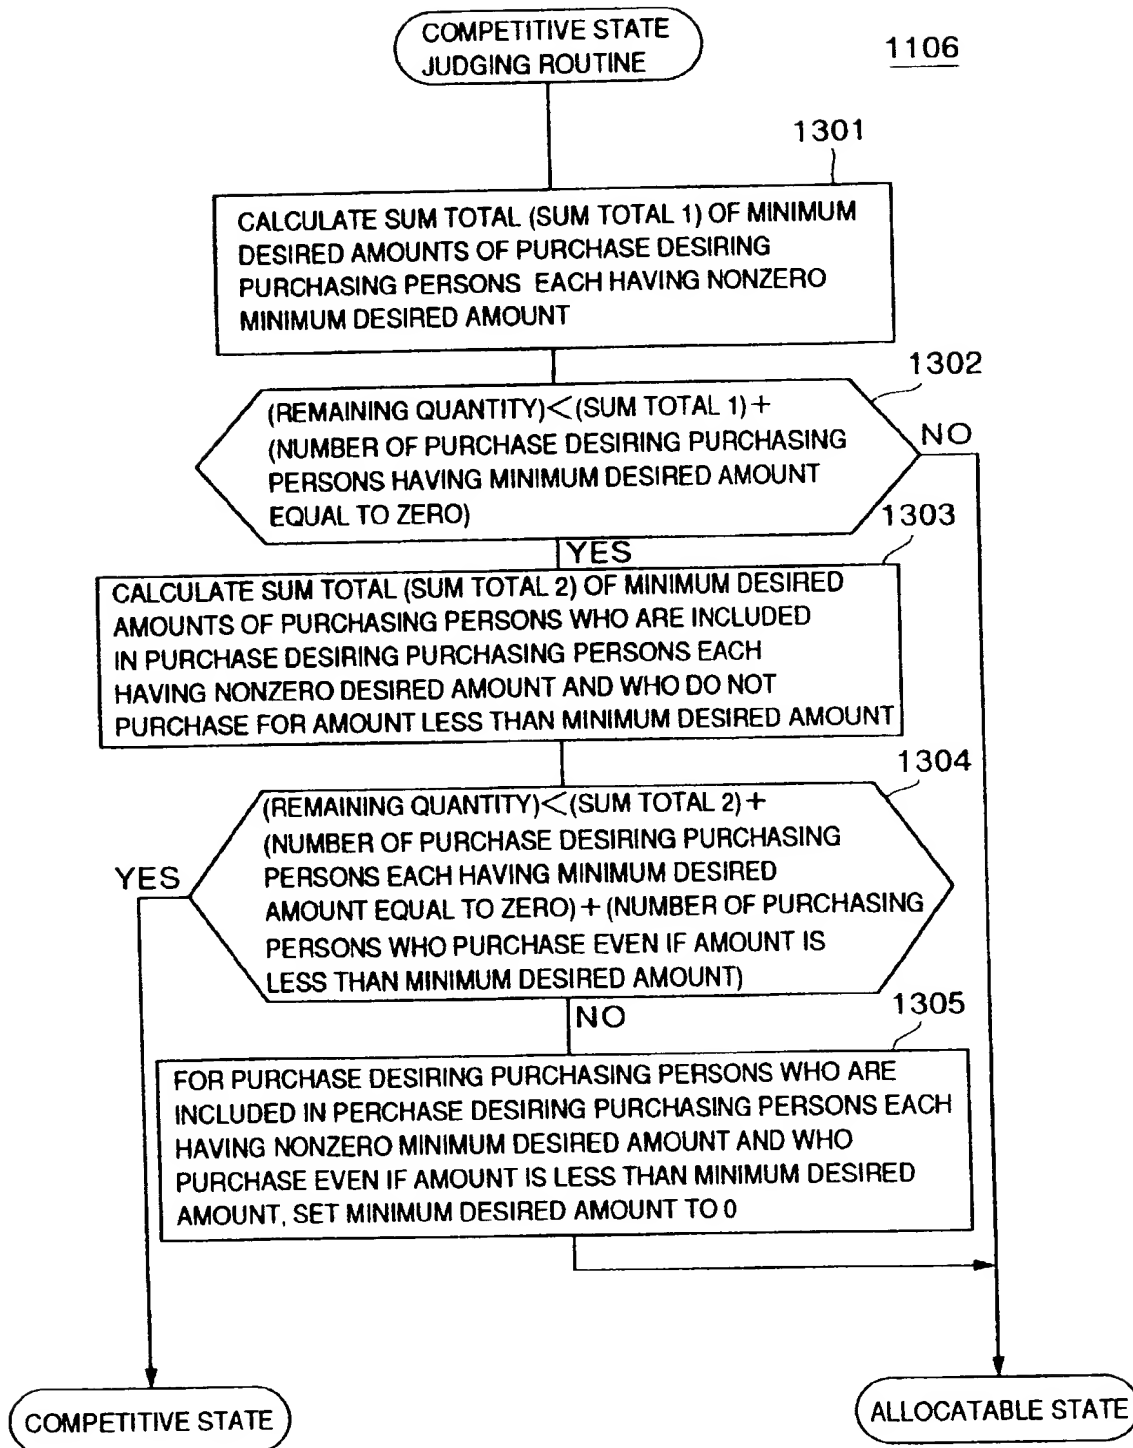 COMPETITIVE STATE
JUDGING ROUTINE
1106
1301
CALCULATE SUM TOTAL (SUM TOTAL 1) OF MINIMUM
DESIRED AMOUNTS OF PURCHASE DESIRING
PURCHASING PERSONS EACH HAVING NONZERO
MINIMUM DESIRED AMOUNT
1302
(REMAINING QUANTITY)<(SUM TOTAL 1)+
(NUMBER OF PURCHASE DESIRING PURCHASING
PERSONS HAVING MINIMUM DESIRED AMOUNT
EQUAL TO ZERO)
NO
YES
1303
CALCULATE SUM TOTAL (SUM TOTAL 2) OF MINIMUM DESIRED
AMOUNTS OF PURCHASING PERSONS WHO ARE INCLUDED
IN PURCHASE DESIRING PURCHASING PERSONS EACH
HAVING NONZERO DESIRED AMOUNT AND WHO DO NOT
PURCHASE FOR AMOUNT LESS THAN MINIMUM DESIRED AMOUNT
1304
(REMAINING QUANTITY)<(SUM TOTAL 2)+
(NUMBER OF PURCHASE DESIRING PURCHASING
PERSONS EACH HAVING MINIMUM DESIRED
AMOUNT EQUAL TO ZERO)+(NUMBER OF PURCHASING
PERSONS WHO PURCHASE EVEN IF AMOUNT IS
LESS THAN MINIMUM DESIRED AMOUNT)
YES
NO
1305
FOR PURCHASE DESIRING PURCHASING PERSONS WHO ARE
INCLUDED IN PERCHASE DESIRING PURCHASING PERSONS EACH
HAVING NONZERO MINIMUM DESIRED AMOUNT AND WHO
PURCHASE EVEN IF AMOUNT IS LESS THAN MINIMUM DESIRED
AMOUNT, SET MINIMUM DESIRED AMOUNT TO 0
COMPETITIVE STATE
ALLOCATABLE STATE